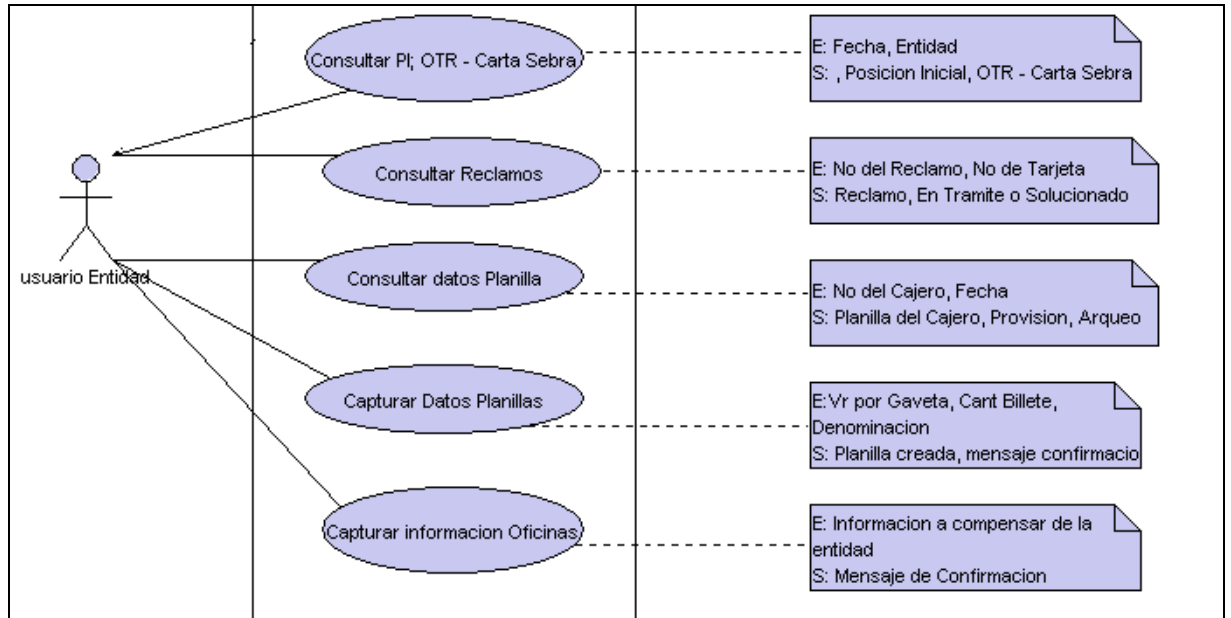 Consultar PI; OTR - Carta Sebra
E: Fecha, Entidad
S: , Posicion Inicial, OTR - Carta Sebra
Consultar Reclamos
E: No del Reclamo, No de Tarjeta
S: Reclamo, En Tramite o Solucionado
usuario Entidad
Consultar datos Planilla
E: No del Cajero, Fecha
S: Planilla del Cajero, Provision, Arqueo
Capturar Datos Planillas
E:Vr por Gaveta, Cant Billete,
Denominacion
S: Planilla creada, mensaje confirmacio
Capturar informacion Oficinas
E: Informacion a compensar de la
entidad
S: Mensaje de Confirmacion